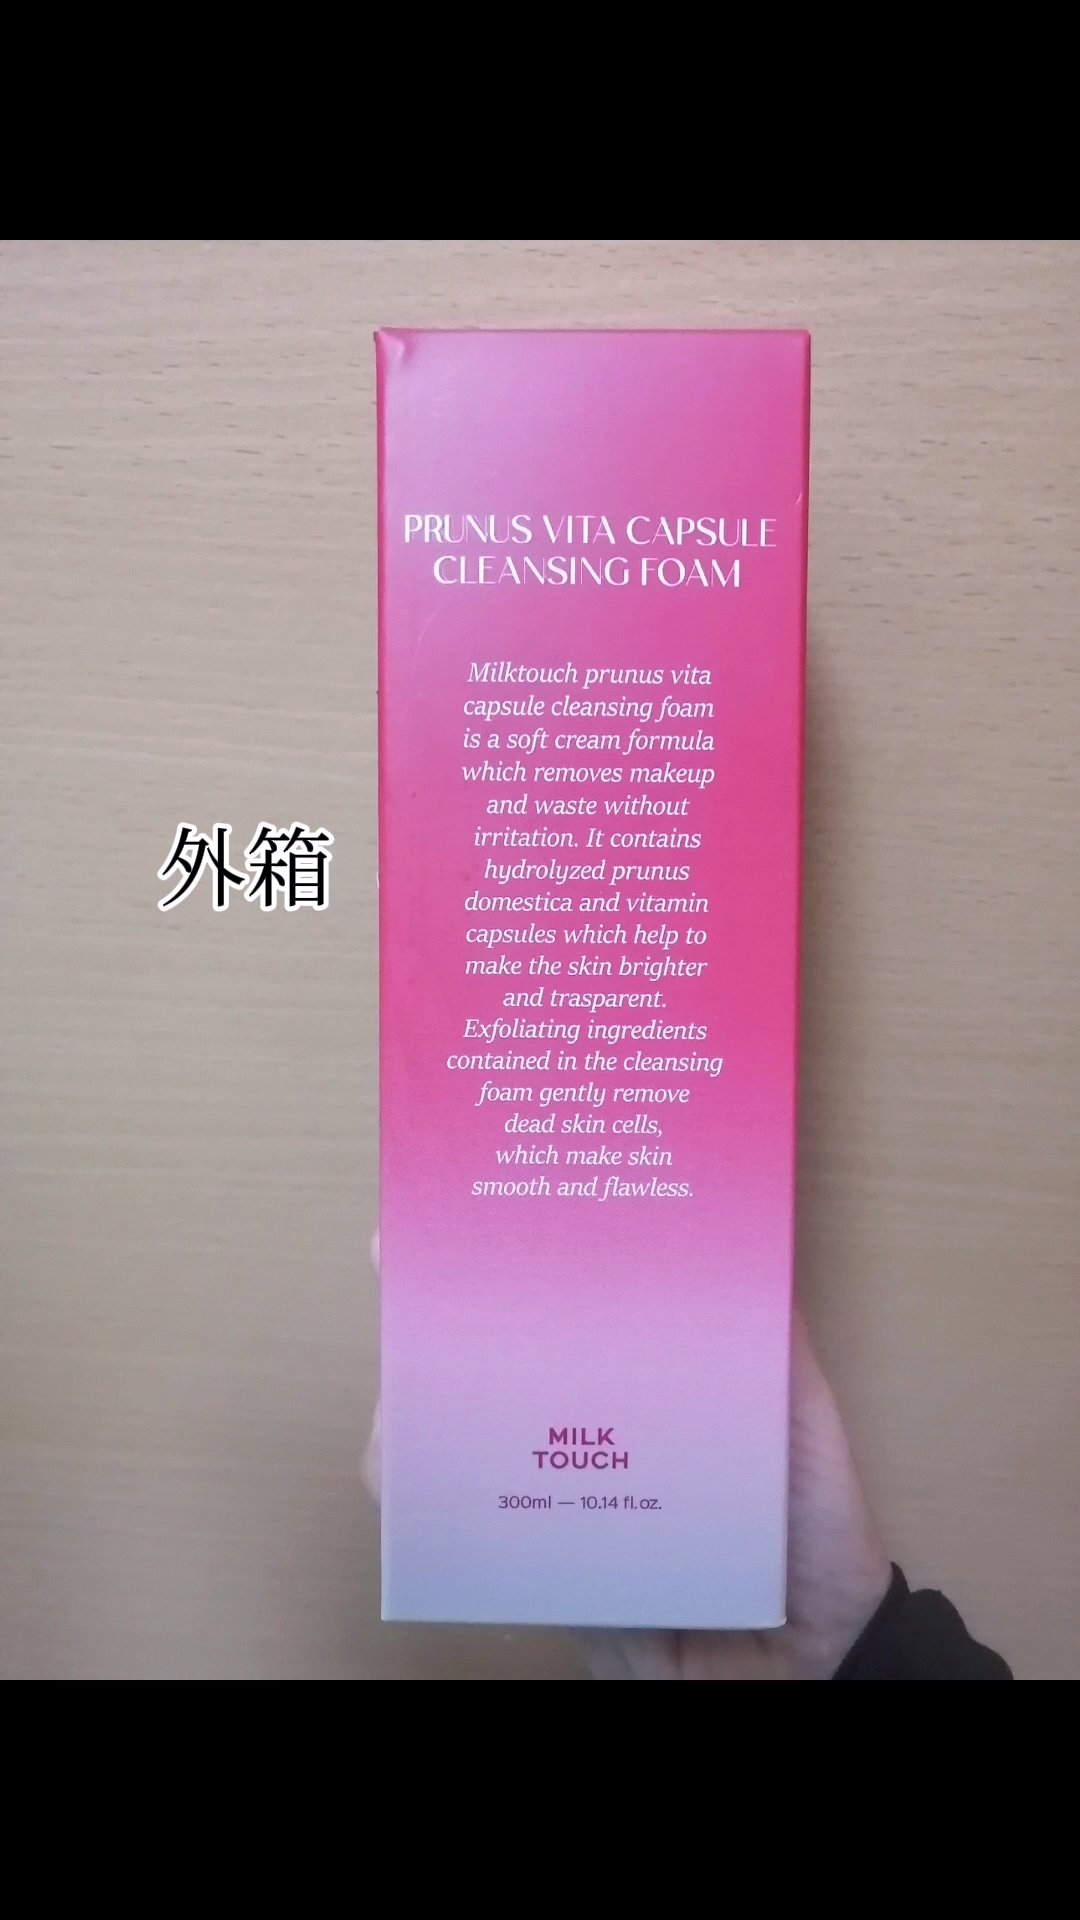 PRUNUS VITA CAPSULE
CLEANSING FOAM
Milktouch prunus vita
capsule cleansing foam
is a soft cream formula
which removes makeup
and waste without
irritation. It contains
hydrolyzed prunus
domestica and vitamin
capsules which help to
make the skin brighter
and trasparent.
Exfoliating ingredients
contained in the cleansing
foam gently remove
dead skin cells,
which make skin
smooth and flawless.
外箱
MILK
TOUCH
300ml — 10.14 fl.oz.